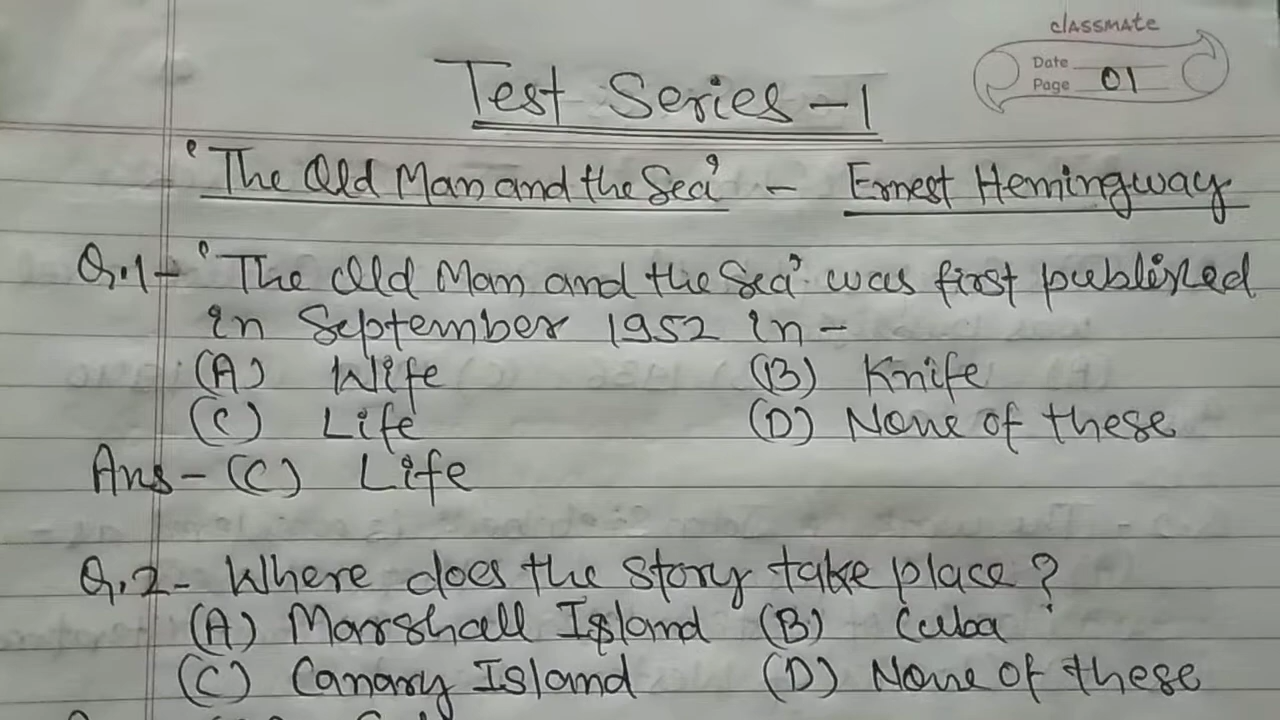 classmate
Date
Page 01
Test Series - 1
'The Old Man and the Sea' - Ernest Hemingway
Q.1- 'The Old Man and the Sea' was first published
in September 1952 in -
(A) Wife (B) Knife
(C) Life (D) None of these
Ans - (C) Life
Q.2- Where does the story take place?
(A) Marshall Island (B) Cuba
(C) Canary Island (D) None of these